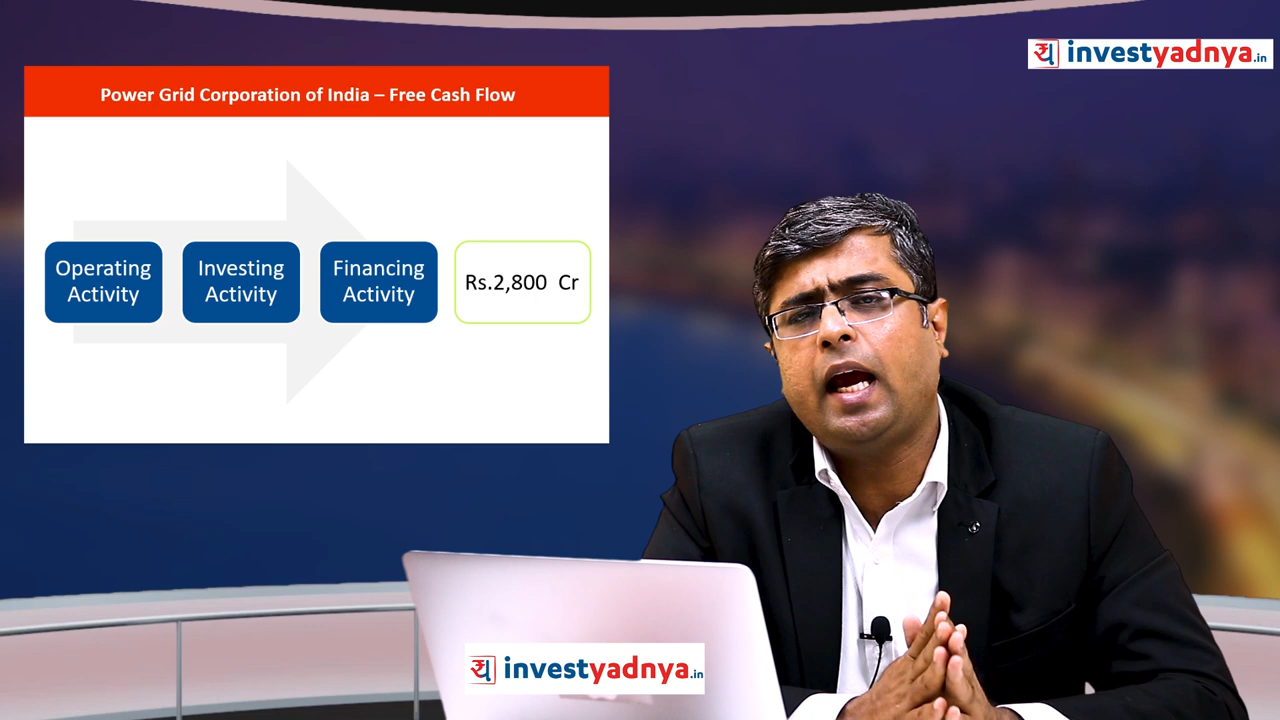 investyadnya.in
Power Grid Corporation of India – Free Cash Flow
Operating
Activity
Investing
Activity
Financing
Activity
Rs.2,800 Cr
investyadnya.in